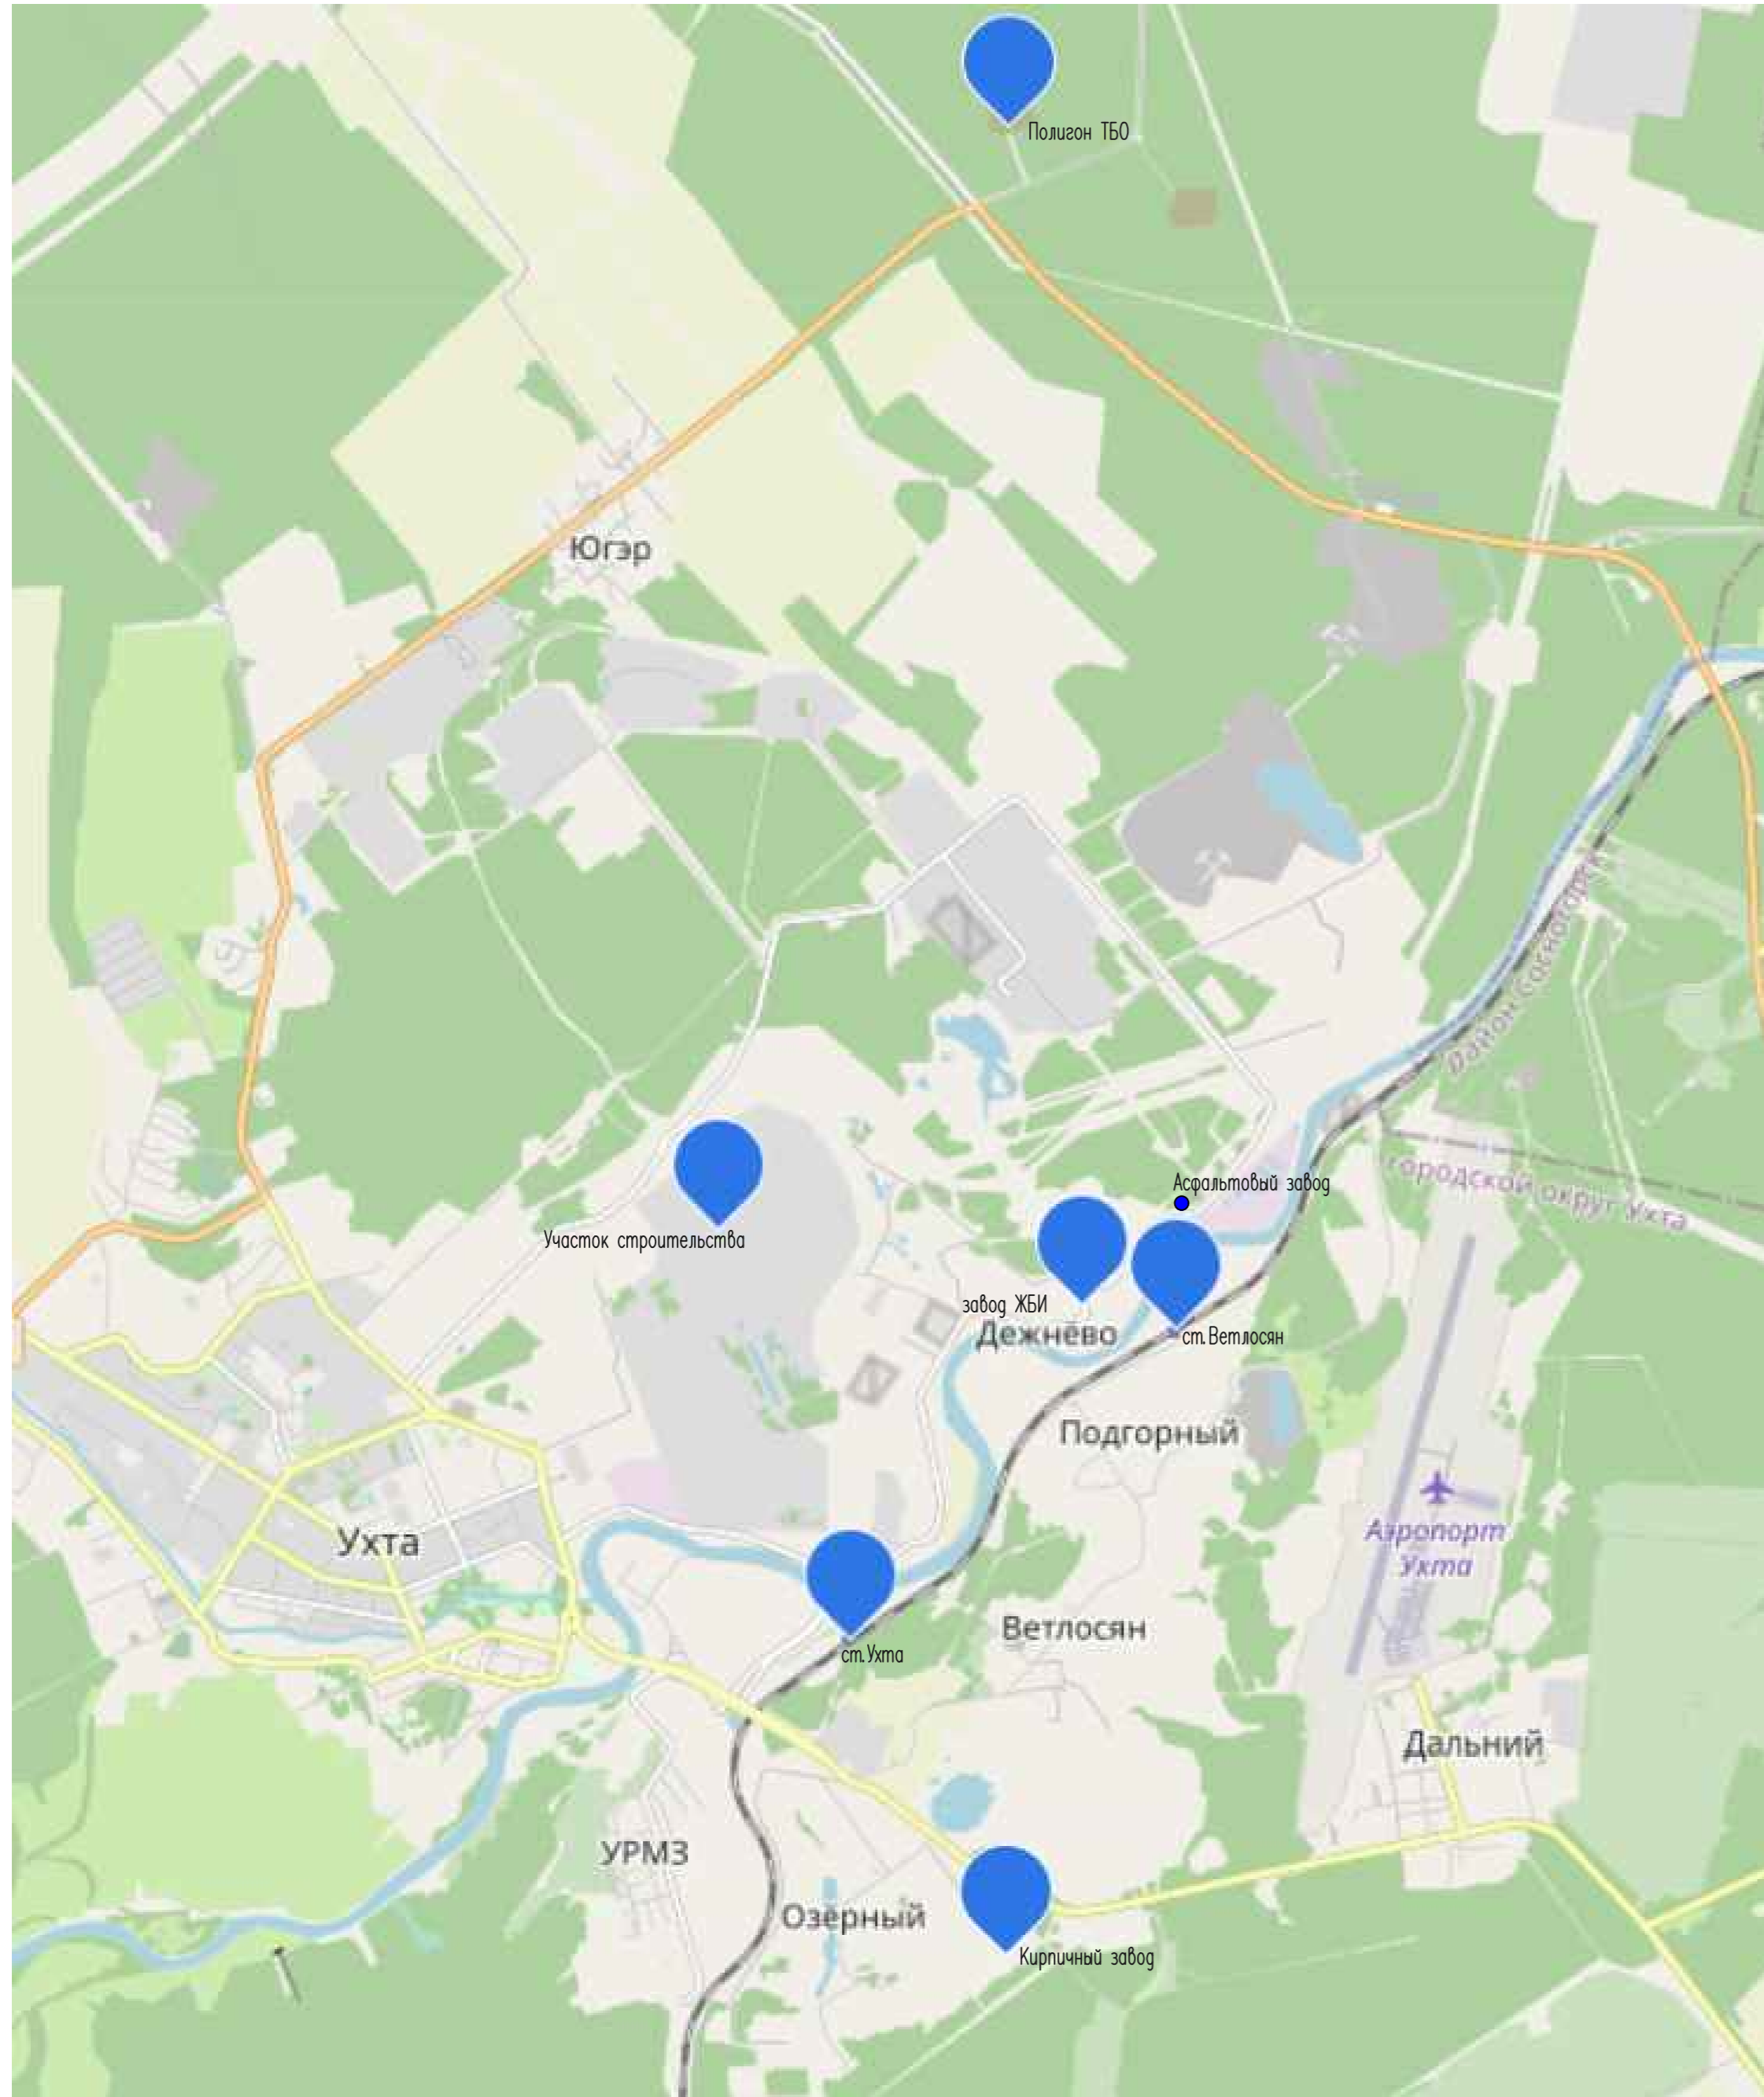 Полигон ТБО
Югэр
Район Сосногорск
Асфальтовый завод
городской округ Ухта
Участок строительства
завод ЖБИ
Дежнёво
ст.Ветлосян
Подгорный
Аэропорт
Ухта
Ухта
Ветлосян
ст.Ухта
Дальний
УРМЗ
Озёрный
Кирпичный завод